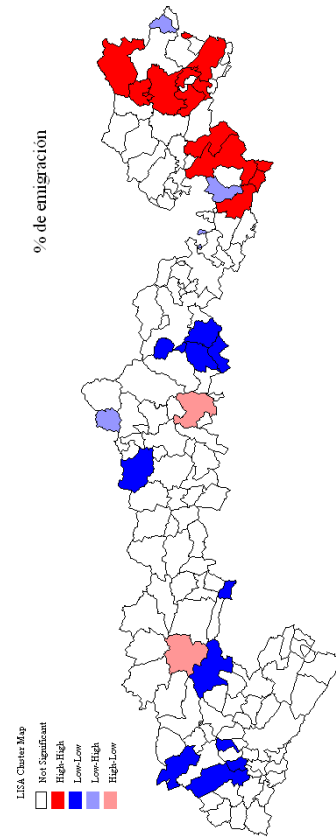 % de emigración
LISA Cluster Map
Not Significant
High-High
Low-Low
Low-High
High-Low